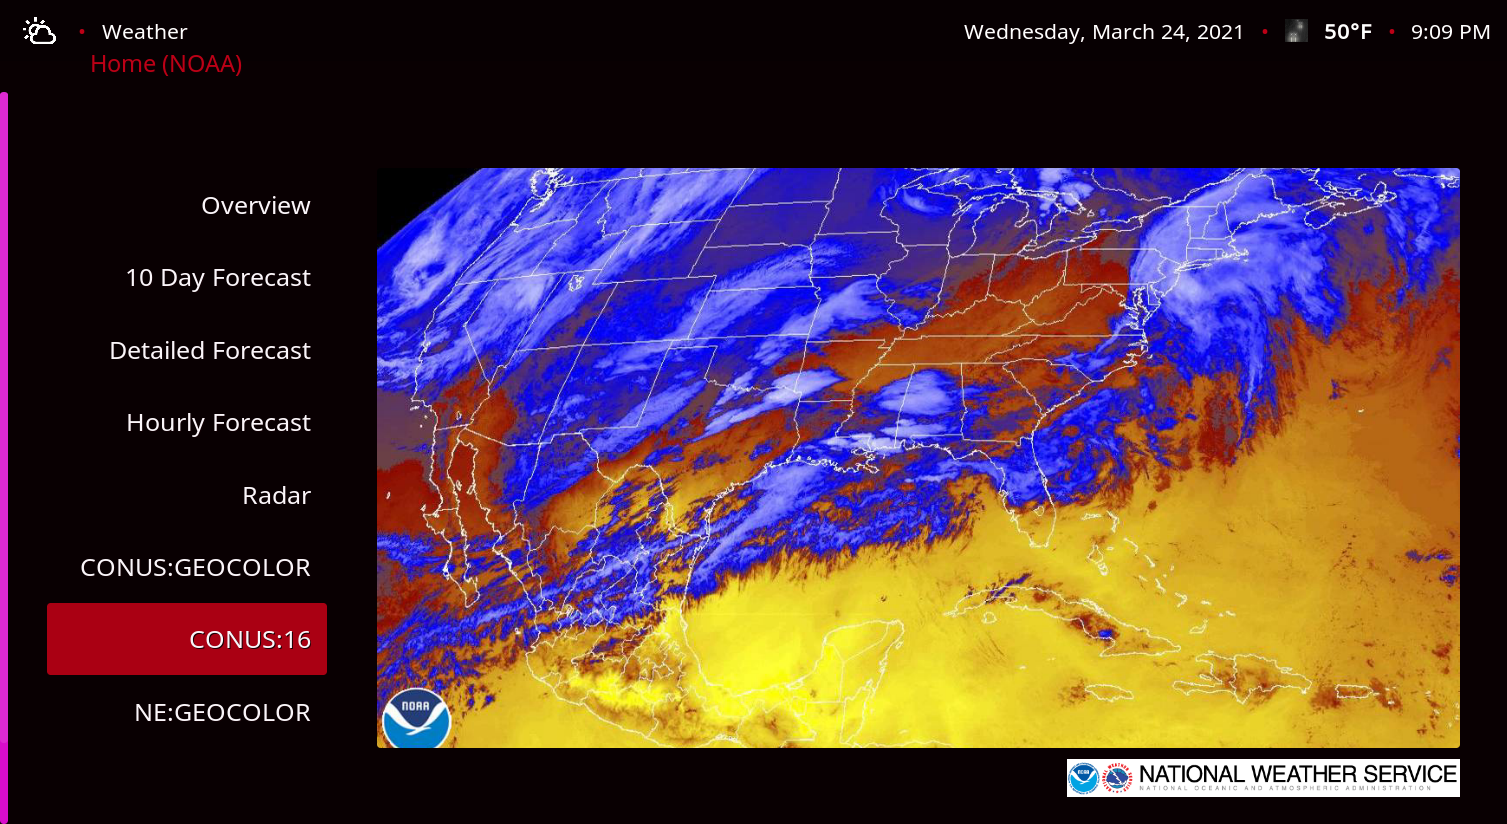 Weather
Wednesday, March 24, 2021 • 50°F • 9:09 PM
Home (NOAA)
Overview
10 Day Forecast
Detailed Forecast
Hourly Forecast
Radar
CONUS:GEOCOLOR
CONUS:16
NE:GEOCOLOR
NOAA
NATIONAL WEATHER SERVICE
NATIONAL OCEANIC AND ATMOSPHERIC ADMINISTRATION